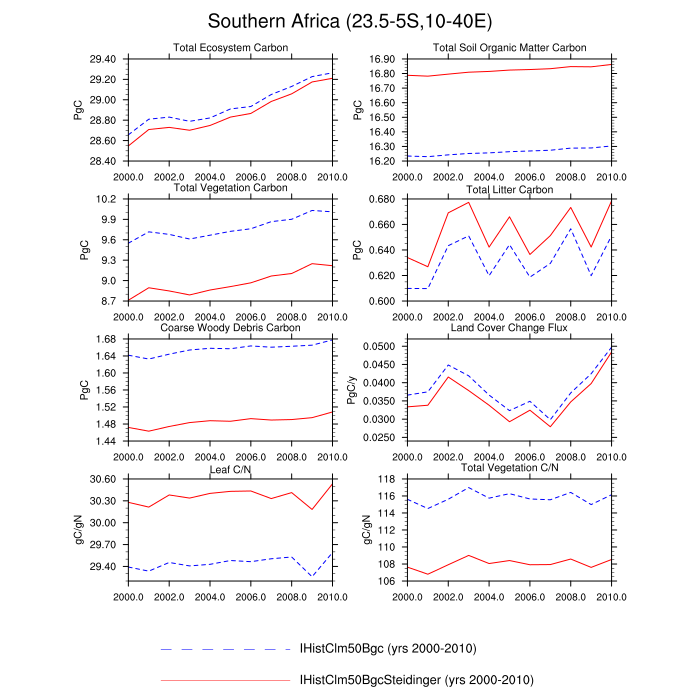 Southern Africa (23.5-5S,10-40E)
Total Ecosystem Carbon
PgC
29.40
29.20
29.00
28.80
28.60
28.40
2000.0 2002.0 2004.0 2006.0 2008.0 2010.0
Total Soil Organic Matter Carbon
PgC
16.90
16.80
16.70
16.60
16.50
16.40
16.30
16.20
2000.0 2002.0 2004.0 2006.0 2008.0 2010.0
Total Vegetation Carbon
PgC
10.2
9.9
9.6
9.3
9.0
8.7
2000.0 2002.0 2004.0 2006.0 2008.0 2010.0
Total Litter Carbon
PgC
0.680
0.660
0.640
0.620
0.600
2000.0 2002.0 2004.0 2006.0 2008.0 2010.0
Coarse Woody Debris Carbon
PgC
1.68
1.64
1.60
1.56
1.52
1.48
1.44
2000.0 2002.0 2004.0 2006.0 2008.0 2010.0
Land Cover Change Flux
PgC/y
0.0500
0.0450
0.0400
0.0350
0.0300
0.0250
2000.0 2002.0 2004.0 2006.0 2008.0 2010.0
Leaf C/N
gC/gN
30.60
30.30
30.00
29.70
29.40
2000.0 2002.0 2004.0 2006.0 2008.0 2010.0
Total Vegetation C/N
gC/gN
118
116
114
112
110
108
106
2000.0 2002.0 2004.0 2006.0 2008.0 2010.0
IHistClm50Bgc (yrs 2000-2010)
IHistClm50BgcSteidinger (yrs 2000-2010)